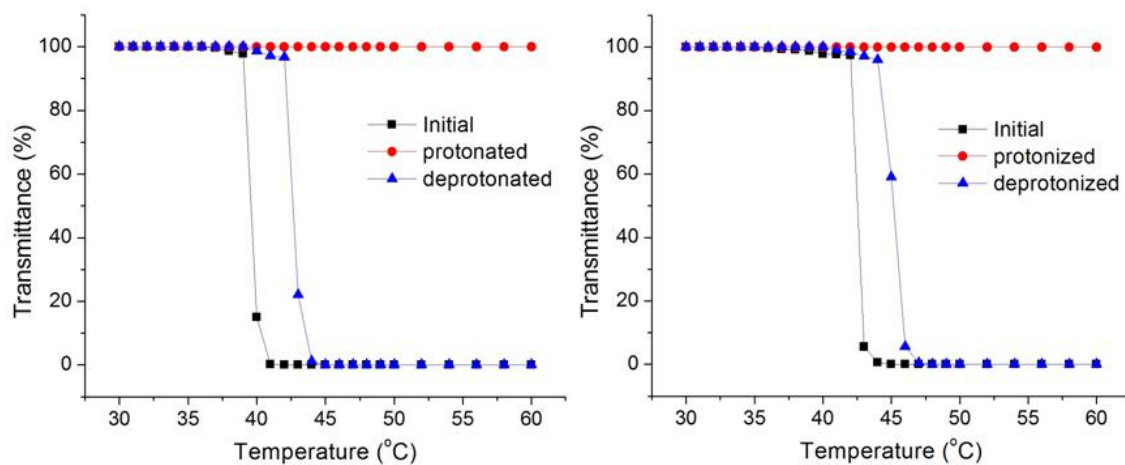 Transmittance (%)
100
80
60
40
20
0
Initial
protonated
deprotonated
30 35 40 45 50 55 60
Temperature (°C)
Transmittance (%)
100
80
60
40
20
0
Initial
protonized
deprotonized
30 35 40 45 50 55 60
Temperature (°C)